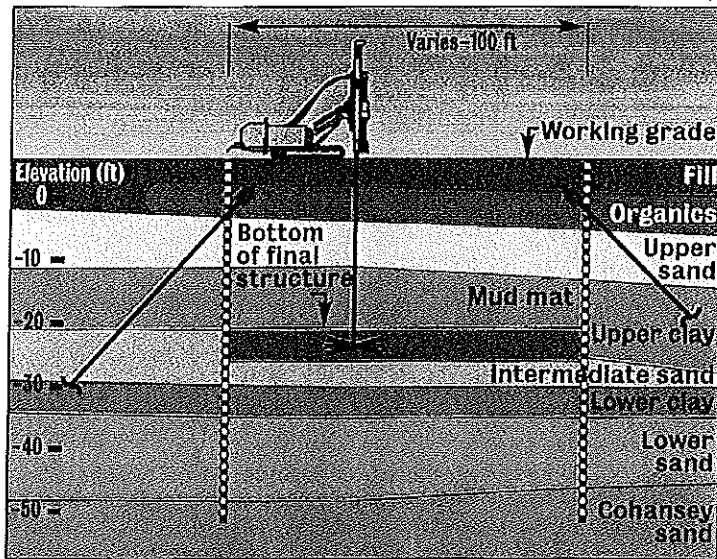 Varies–100 ft
Working grade
Elevation (ft)
Fill
0
Organics
Bottom
of final
structure
Upper
sand
-10
Mud mat
-20
Upper clay
Intermediate sand
-30
Lower clay
-40
Lower
sand
-50
Cohansey
sand